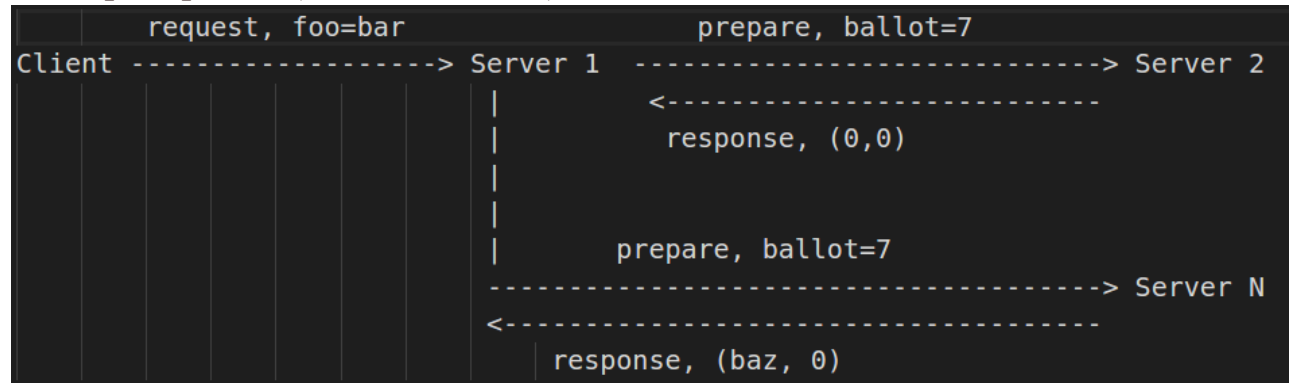 request, foo=bar prepare, ballot=7
Client --------------------> Server 1 -----------------------------> Server 2
| <---------------------------
| response, (0,0)
|
|
| prepare, ballot=7
--------------------------------------> Server N
<-------------------------------------
response, (baz, 0)